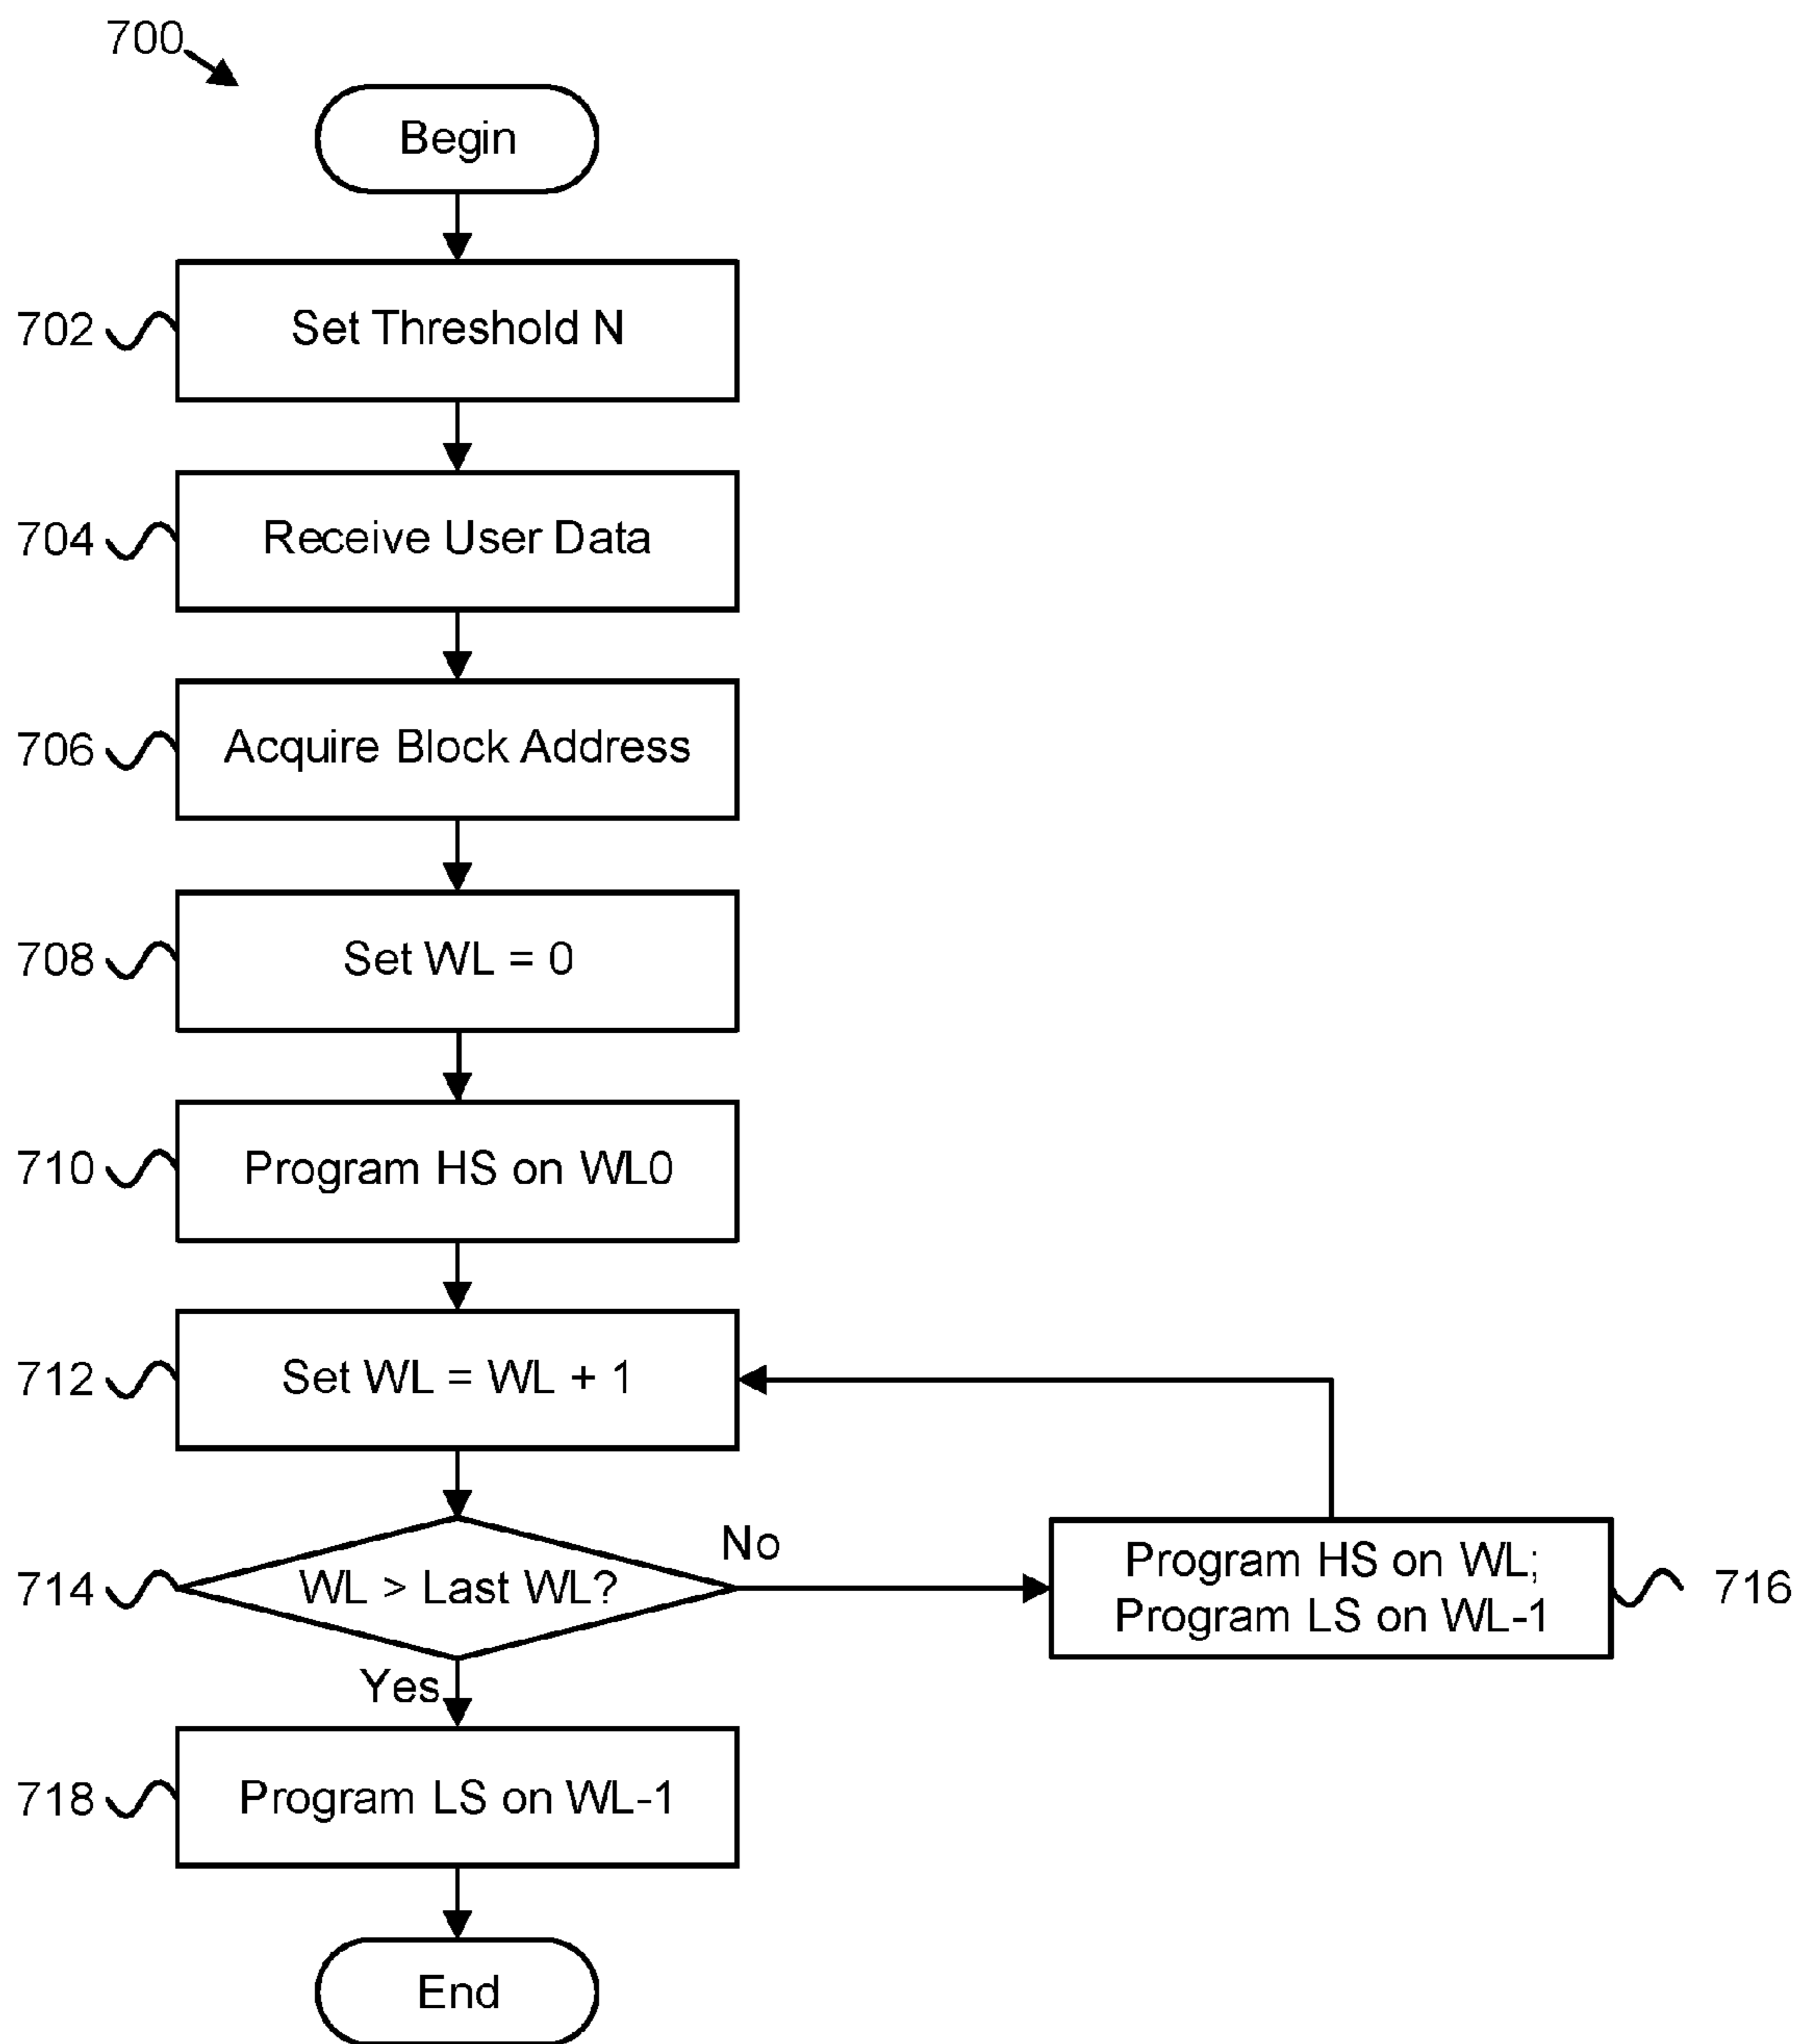 700
Begin
702
Set Threshold N
704
Receive User Data
706
Acquire Block Address
708
Set WL = 0
710
Program HS on WL0
712
Set WL = WL + 1
714
WL > Last WL?
No
Program HS on WL;
Program LS on WL-1
716
Yes
718
Program LS on WL-1
End